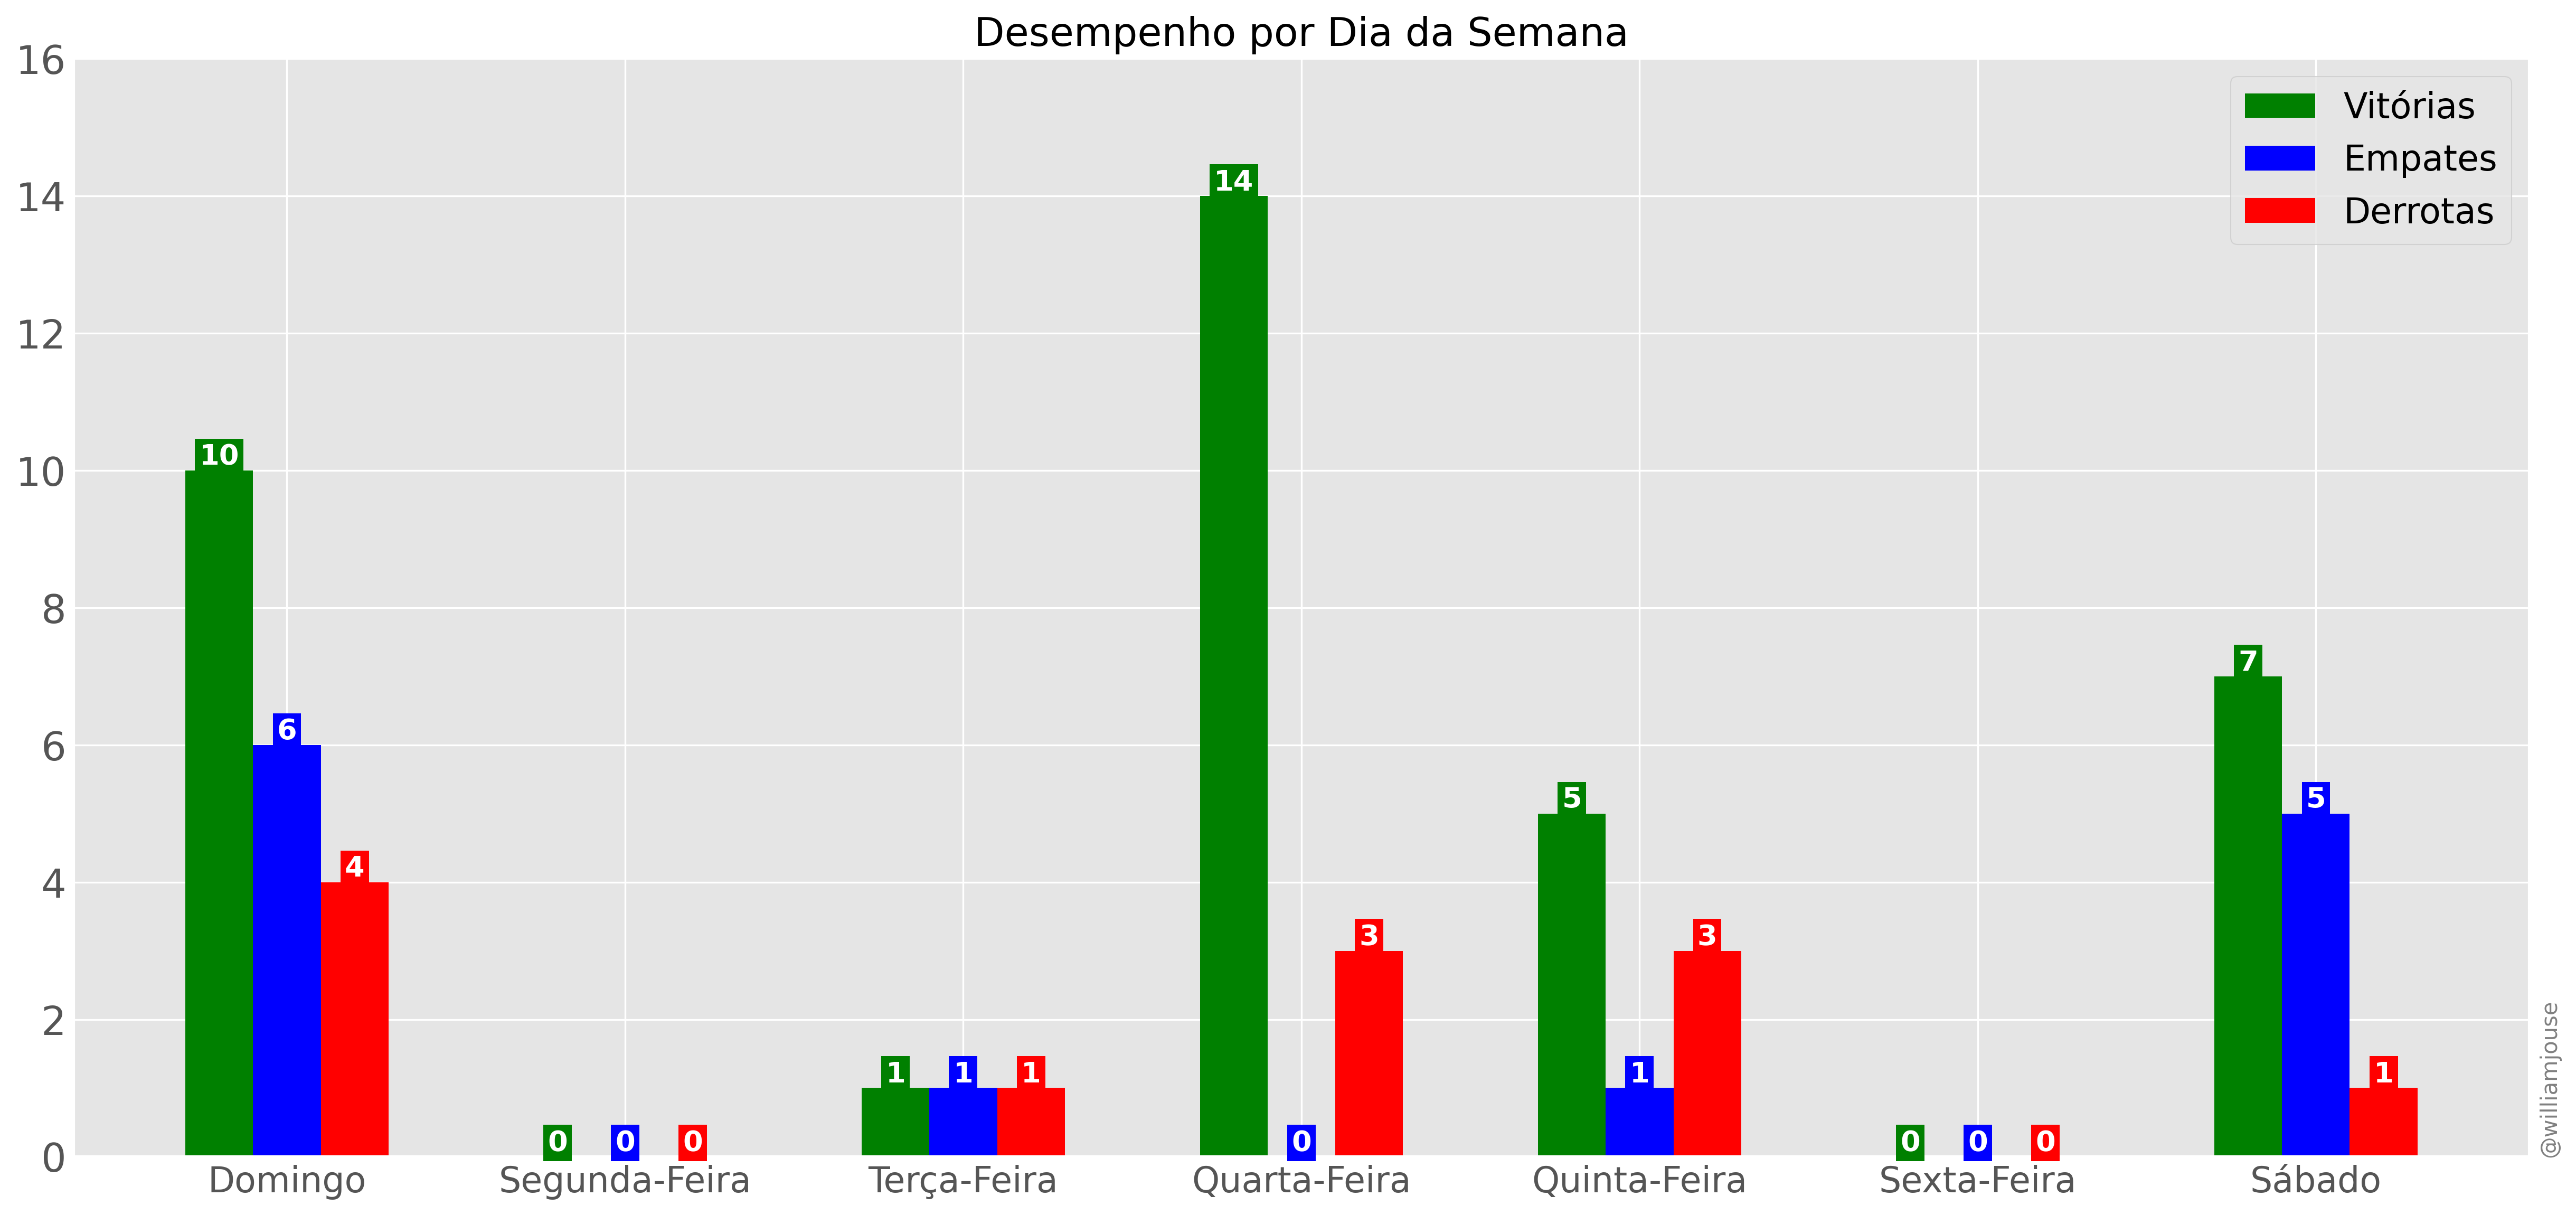 Desempenho por Dia da Semana
16
14
12
10
8
6
4
2
0
Vitórias
Empates
Derrotas
10
6
4
0
0
0
1
1
1
14
0
3
5
1
3
0
0
0
7
5
1
Domingo
Segunda-Feira
Terça-Feira
Quarta-Feira
Quinta-Feira
Sexta-Feira
Sábado
@williamjouse